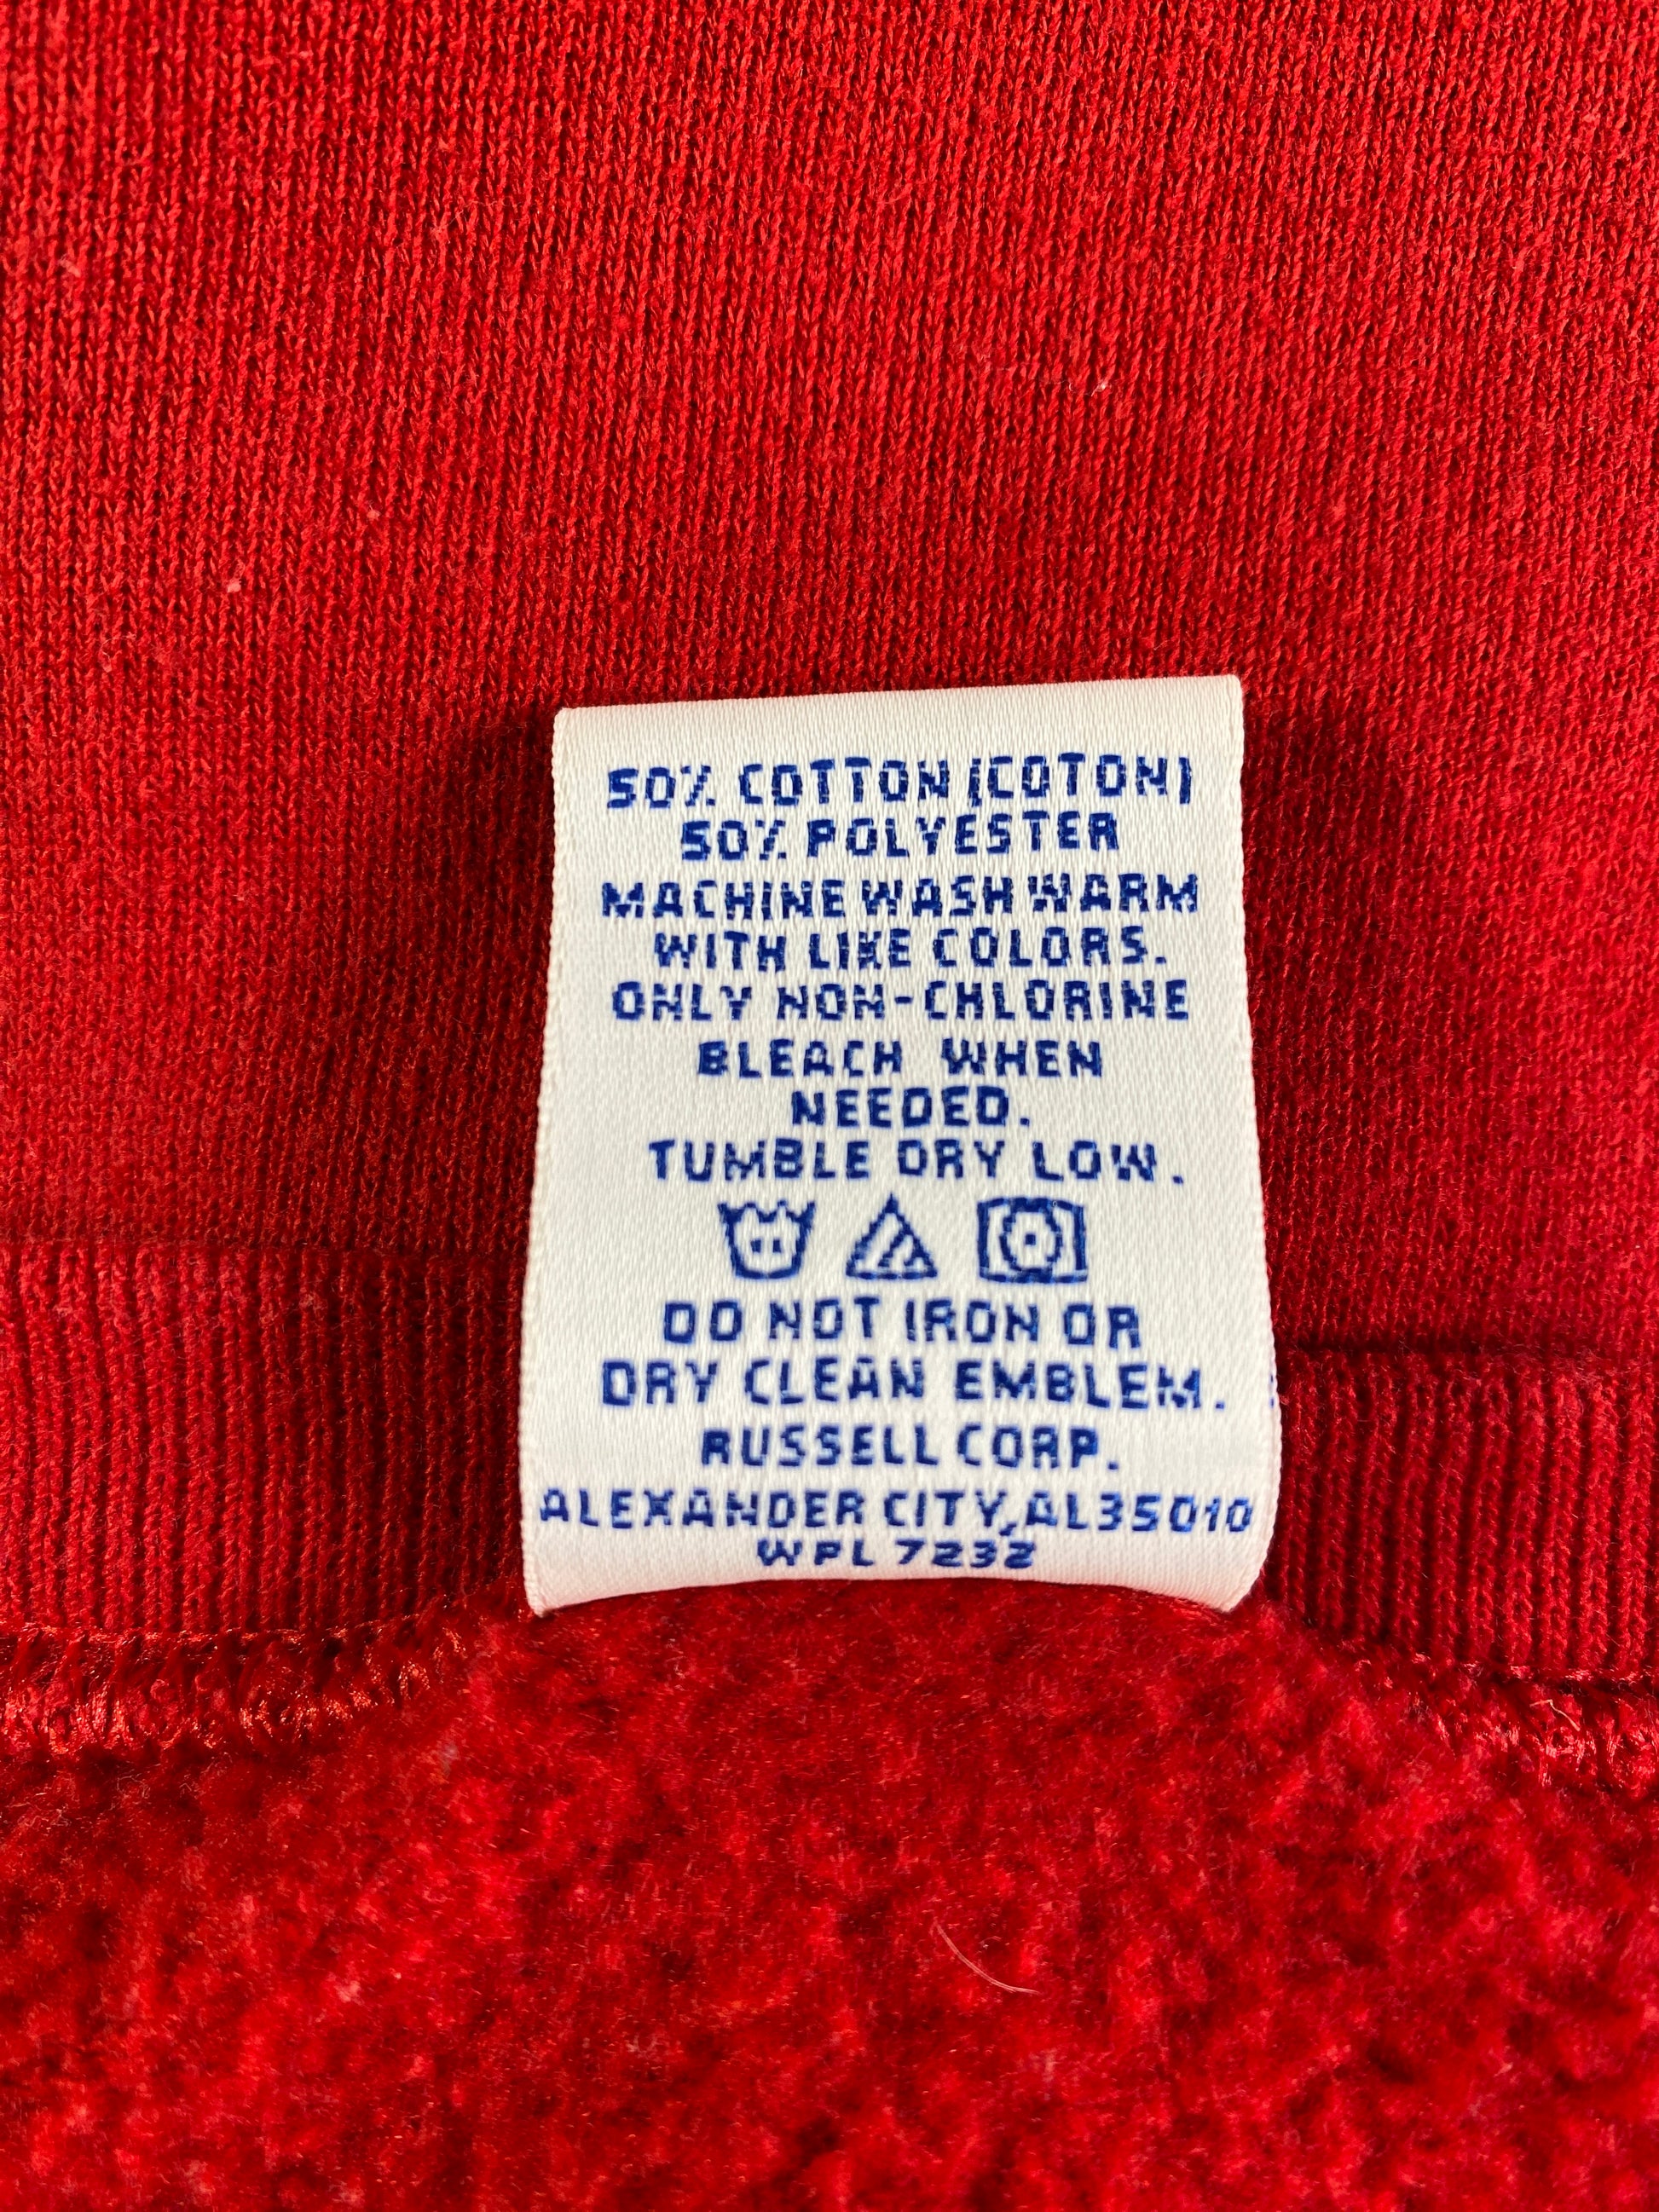 50% COTTON (COTON)
50% POLYESTER
MACHINE WASH WARM
WITH LIKE COLORS.
ONLY NON-CHLORINE
BLEACH WHEN
NEEDED.
TUMBLE DRY LOW.
DO NOT IRON OR
DRY CLEAN EMBLEM.
RUSSELL CORP.
ALEXANDER CITY, AL 35010
WPL 7232